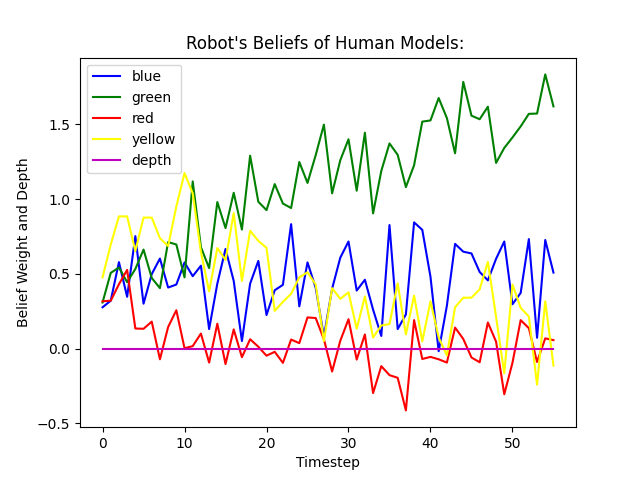 Robot's Beliefs of Human Models:
blue
green
red
yellow
depth
Belief Weight and Depth
1.5
1.0
0.5
0.0
−0.5
0 10 20 30 40 50
Timestep